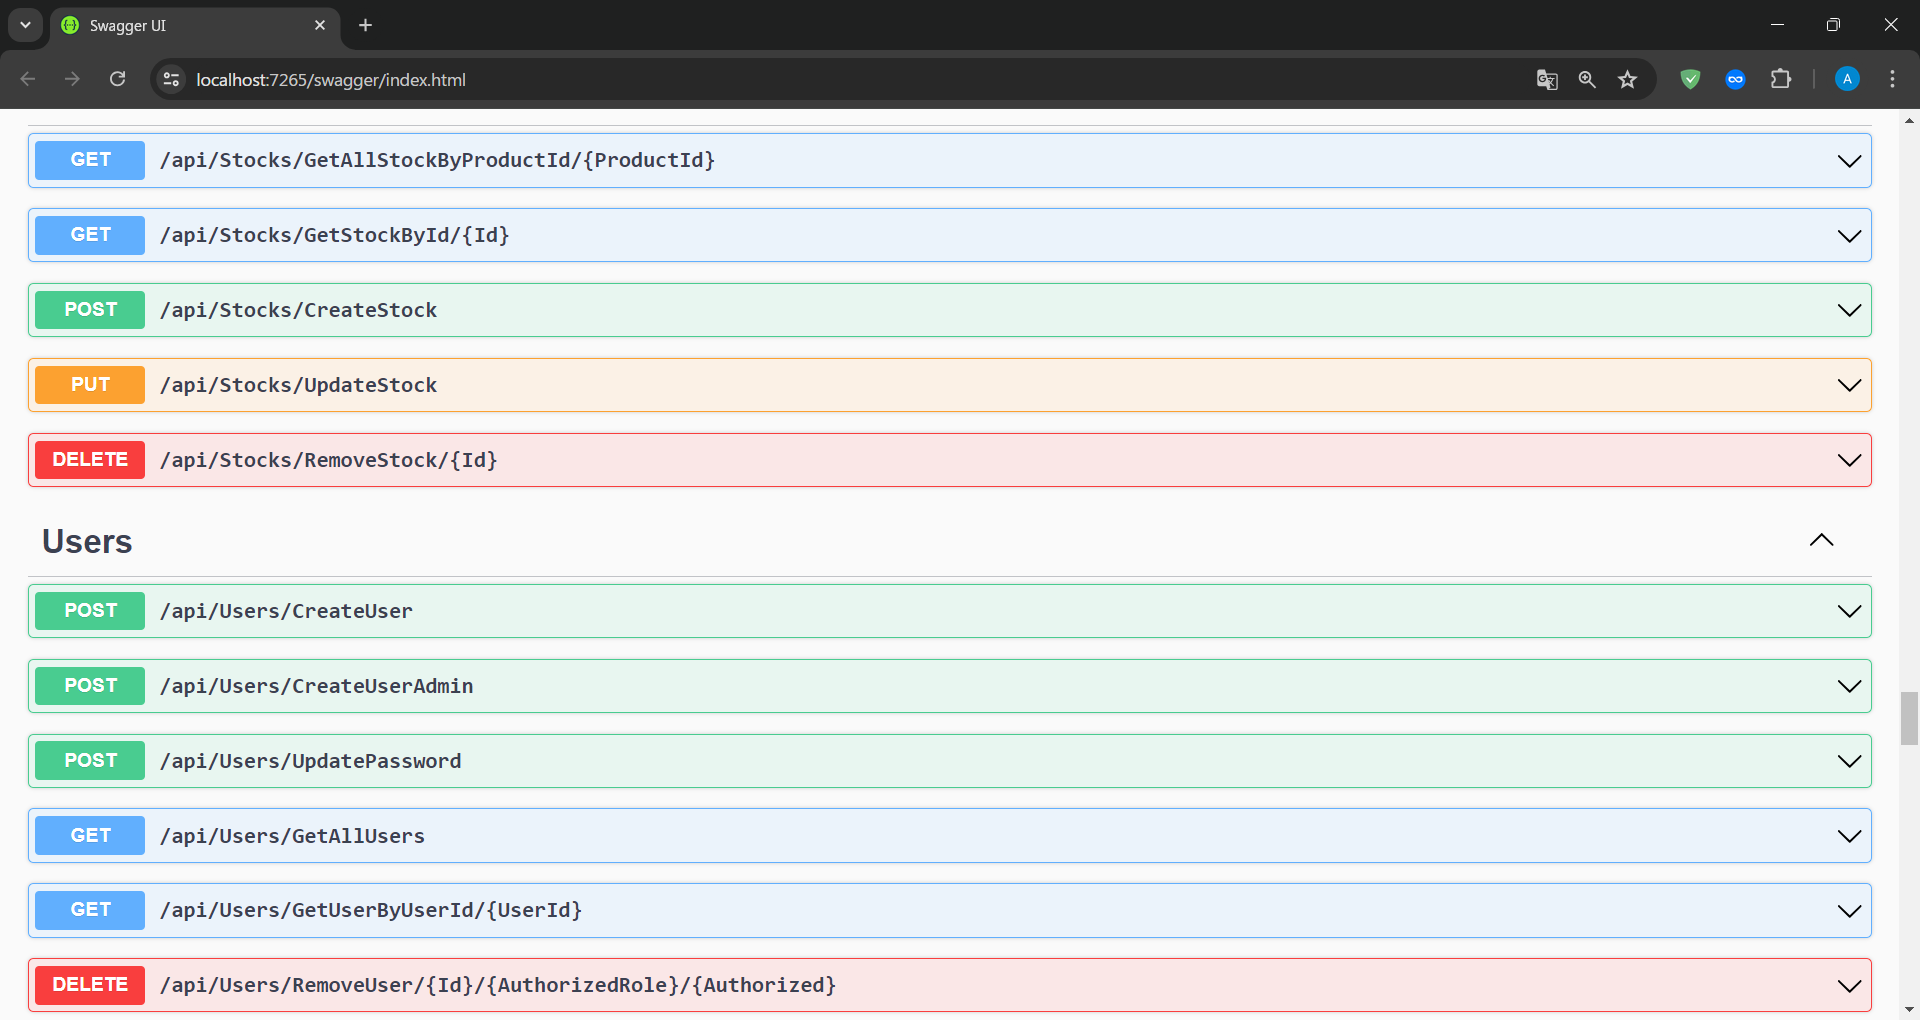 Swagger UI
localhost:7265/swagger/index.html
A
GET /api/Stocks/GetAllStockByProductId/{ProductId}
GET /api/Stocks/GetStockById/{Id}
POST /api/Stocks/CreateStock
PUT /api/Stocks/UpdateStock
DELETE /api/Stocks/RemoveStock/{Id}
Users
POST /api/Users/CreateUser
POST /api/Users/CreateUserAdmin
POST /api/Users/UpdatePassword
GET /api/Users/GetAllUsers
GET /api/Users/GetUserByUserId/{UserId}
DELETE /api/Users/RemoveUser/{Id}/{AuthorizedRole}/{Authorized}